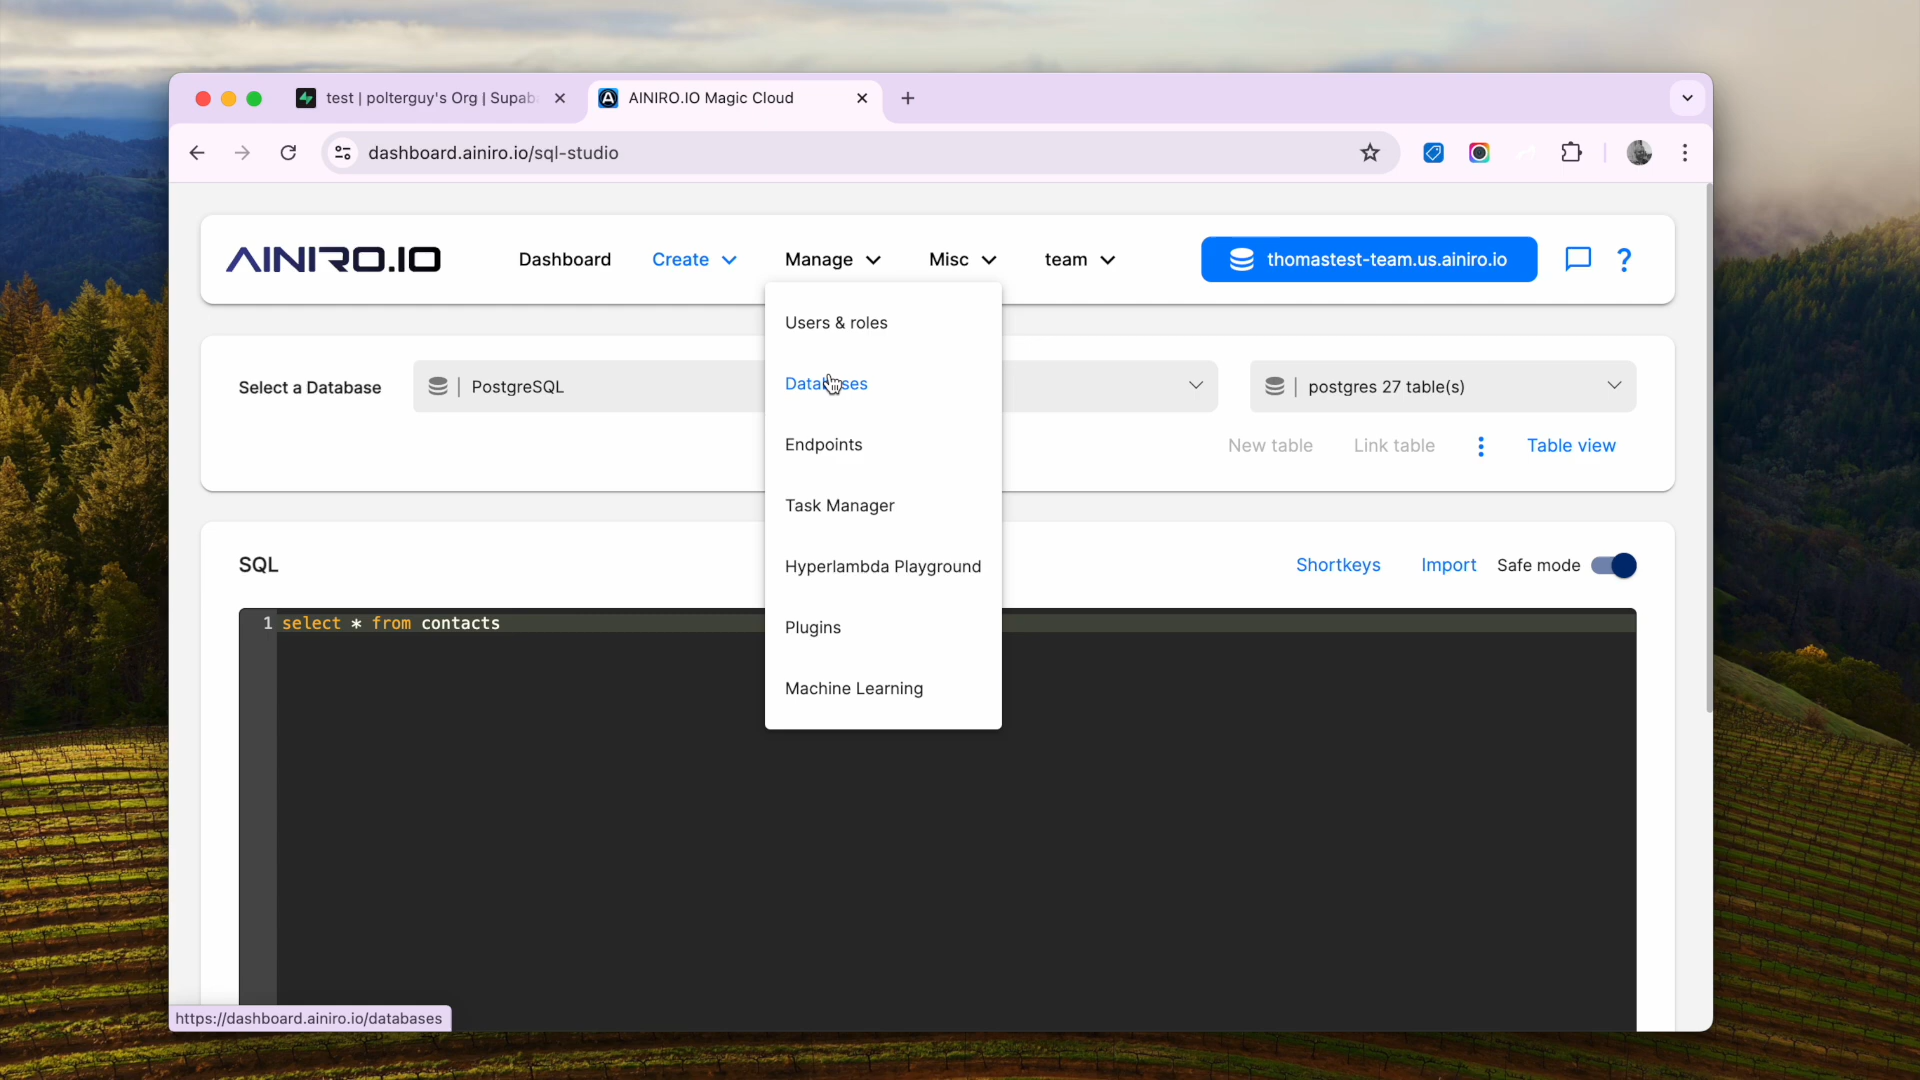 test | polterguy's Org | Supab
AINIRO.IO Magic Cloud
dashboard.ainiro.io/sql-studio
AINIRO.IO
Dashboard
Create
Manage
Misc
team
thomastest-team.us.ainiro.io
?
Users & roles
Databases
Endpoints
Task Manager
Hyperlambda Playground
Plugins
Machine Learning
Select a Database
PostgreSQL
postgres 27 table(s)
New table
Link table
Table view
SQL
Shortkeys
Import
Safe mode
1 select * from contacts
https://dashboard.ainiro.io/databases